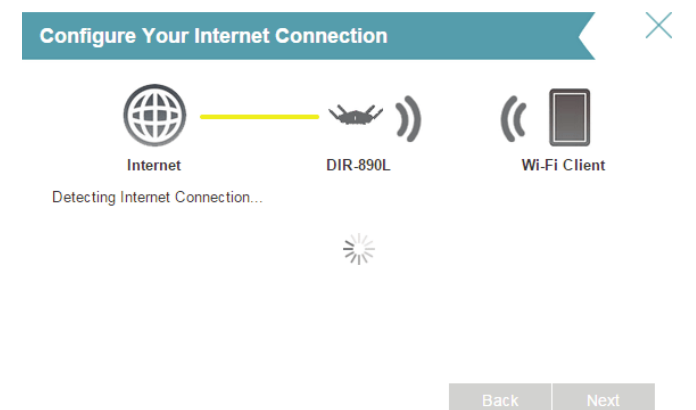 Configure Your Internet Connection
Internet
DIR-890L
Wi-Fi Client
Detecting Internet Connection...
Back
Next